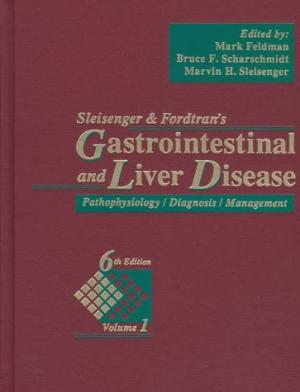 Edited by:
Mark Feldman
Bruce F. Scharschmidt
Marvin H. Sleisenger
Sleisenger & Fordtran's
Gastrointestinal
and Liver Disease
Pathophysiology / Diagnosis / Management
6th Edition
Volume 1